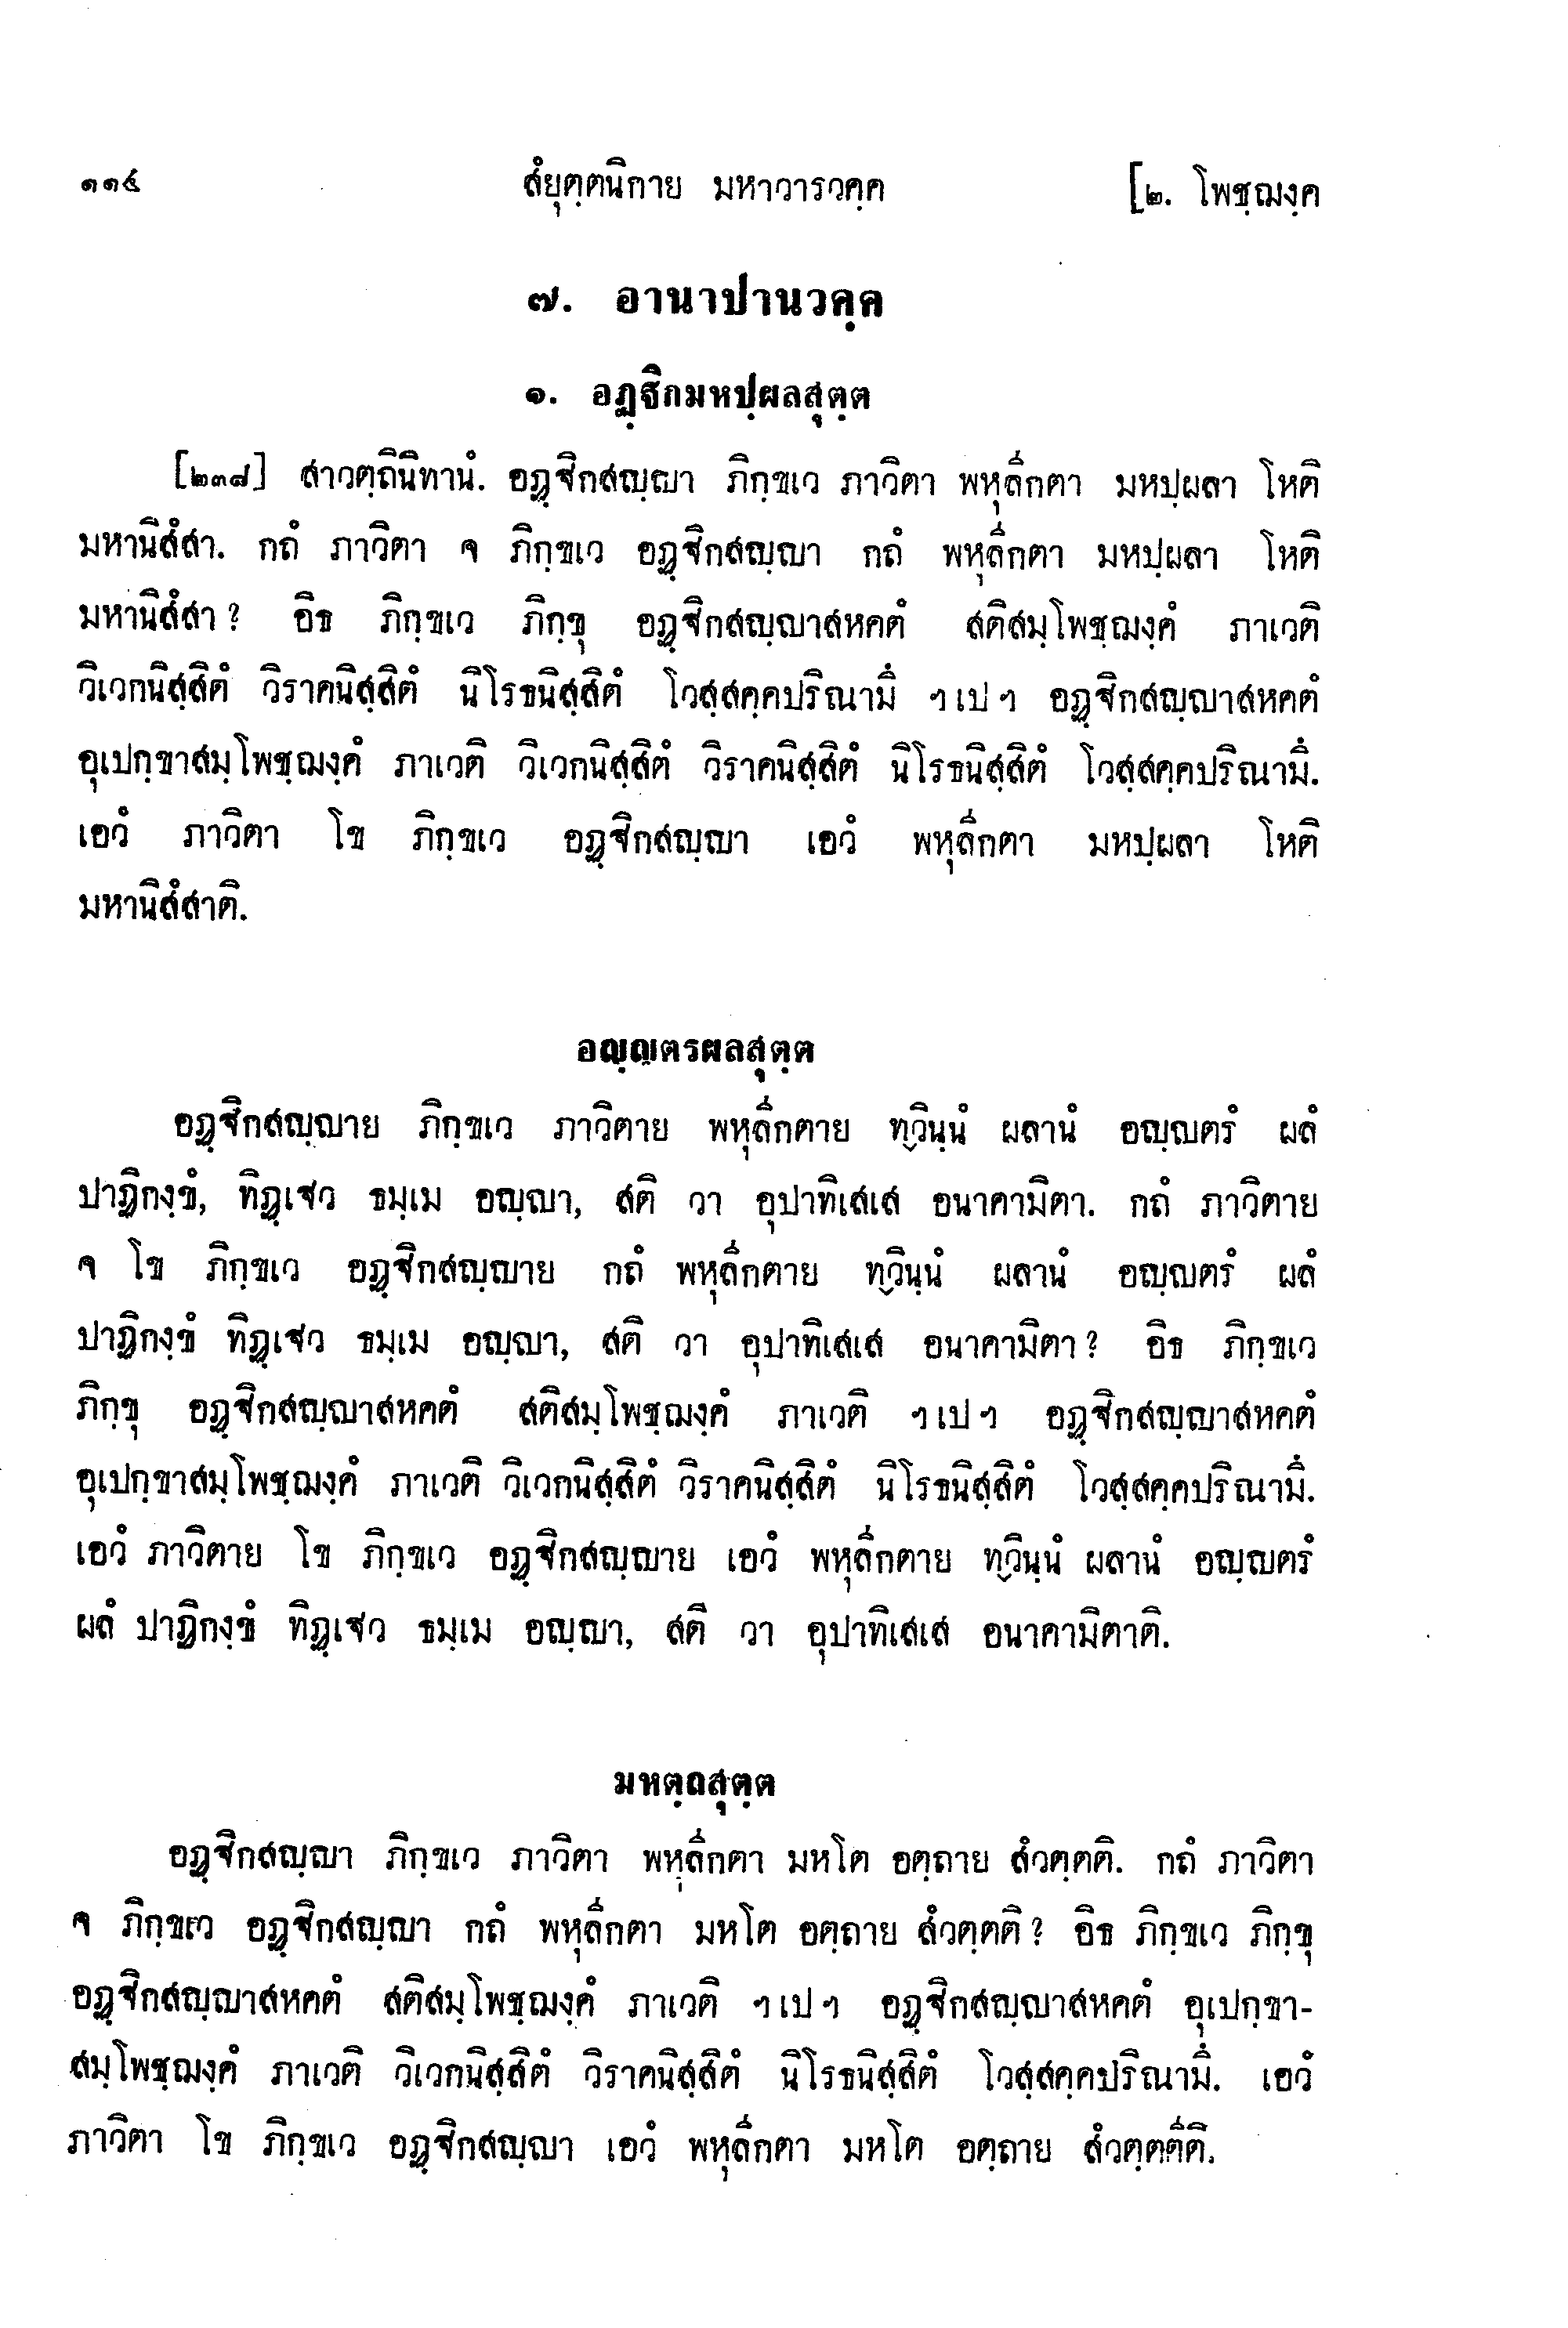 ๑๑๔ สํยุตฺตนิกาย มหาวารวคฺค [๒. โพชฺฌงฺค
๗. อานาปานวคฺค
๑. อฏฺฐิกมหปฺผลสุตฺต
[๒๓๘] สาวตฺถินิทานํ. อฏฺฐิกสญฺญา ภิกฺขเว ภาวิตา พหุลีกตา มหปฺผลา โหติ
มหานิสํสา. กถํ ภาวิตา จ ภิกฺขเว อฏฺฐิกสญฺญา กถํ พหุลีกตา มหปฺผลา โหติ
มหานิสํสา? อิธ ภิกฺขเว ภิกฺขุ อฏฺฐิกสญฺญาสหคตํ สติสมฺโพชฺฌงฺคํ ภาเวติ
วิเวกนิสฺสิตํ วิราคนิสฺสิตํ นิโรธนิสฺสิตํ โวสฺสคฺคปริณามึ ฯเปฯ อฏฺฐิกสญฺญาสหคตํ
อุเปกฺขาสมฺโพชฺฌงฺคํ ภาเวติ วิเวกนิสฺสิตํ วิราคนิสฺสิตํ นิโรธนิสฺสิตํ โวสฺสคฺคปริณามึ.
เอวํ ภาวิตา โข ภิกฺขเว อฏฺฐิกสญฺญา เอวํ พหุลีกตา มหปฺผลา โหติ
มหานิสํสาติ.
อญฺญตรผลสุตฺต
อฏฺฐิกสญฺญาย ภิกฺขเว ภาวิตาย พหุลีกตาย ทฺวินฺนํ ผลานํ อญฺญตรํ ผลํ
ปาฏิกงฺขํ, ทิฏฺเฐว ธมฺเม อญฺญา, สติ วา อุปาทิเสเส อนาคามิตา. กถํ ภาวิตาย
จ โข ภิกฺขเว อฏฺฐิกสญฺญาย กถํ พหุลีกตาย ทฺวินฺนํ ผลานํ อญฺญตรํ ผลํ
ปาฏิกงฺขํ ทิฏฺเฐว ธมฺเม อญฺญา, สติ วา อุปาทิเสเส อนาคามิตา? อิธ ภิกฺขเว
ภิกฺขุ อฏฺฐิกสญฺญาสหคตํ สติสมฺโพชฺฌงฺคํ ภาเวติ ฯเปฯ อฏฺฐิกสญฺญาสหคตํ
อุเปกฺขาสมฺโพชฺฌงฺคํ ภาเวติ วิเวกนิสฺสิตํ วิราคนิสฺสิตํ นิโรธนิสฺสิตํ โวสฺสคฺคปริณามึ.
เอวํ ภาวิตาย โข ภิกฺขเว อฏฺฐิกสญฺญาย เอวํ พหุลีกตาย ทฺวินฺนํ ผลานํ อญฺญตรํ
ผลํ ปาฏิกงฺขํ ทิฏฺเฐว ธมฺเม อญฺญา, สติ วา อุปาทิเสเส อนาคามิตาติ.
มหตฺถสุตฺต
อฏฺฐิกสญฺญา ภิกฺขเว ภาวิตา พหุลีกตา มหโต อตฺถาย สํวตฺตติ. กถํ ภาวิตา
จ ภิกฺขเว อฏฺฐิกสญฺญา กถํ พหุลีกตา มหโต อตฺถาย สํวตฺตติ? อิธ ภิกฺขเว ภิกฺขุ
อฏฺฐิกสญฺญาสหคตํ สติสมฺโพชฺฌงฺคํ ภาเวติ ฯเปฯ อฏฺฐิกสญฺญาสหคตํ อุเปกฺขา-
สมฺโพชฺฌงฺคํ ภาเวติ วิเวกนิสฺสิตํ วิราคนิสฺสิตํ นิโรธนิสฺสิตํ โวสฺสคฺคปริณามึ. เอวํ
ภาวิตา โข ภิกฺขเว อฏฺฐิกสญฺญา เอวํ พหุลีกตา มหโต อตฺถาย สํวตฺตตีติ.